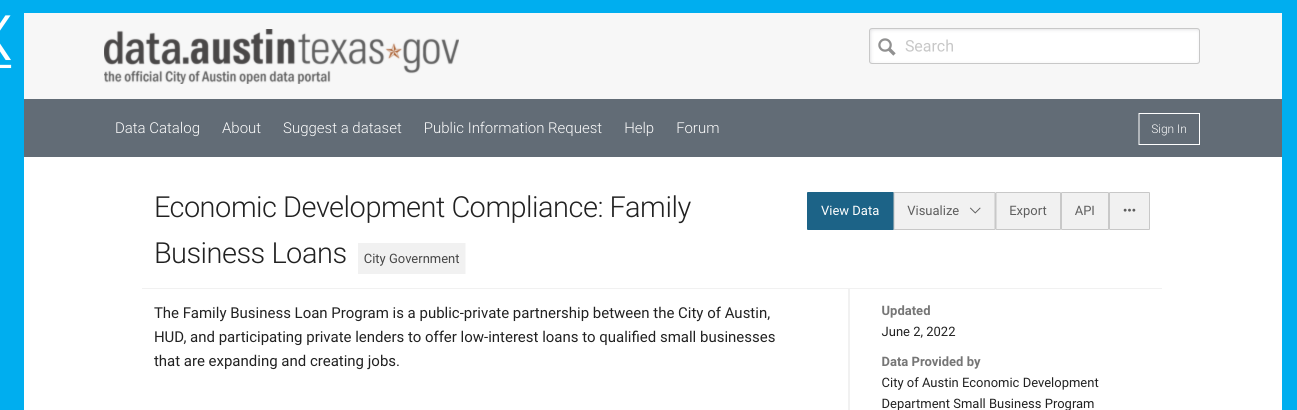 data.austintexas.gov
the official City of Austin open data portal
Search
Data Catalog About Suggest a dataset Public Information Request Help Forum Sign In
Economic Development Compliance: Family
Business Loans City Government
View Data Visualize Export API ...
The Family Business Loan Program is a public-private partnership between the City of Austin,
HUD, and participating private lenders to offer low-interest loans to qualified small businesses
that are expanding and creating jobs.
Updated
June 2, 2022
Data Provided by
City of Austin Economic Development
Department Small Business Program